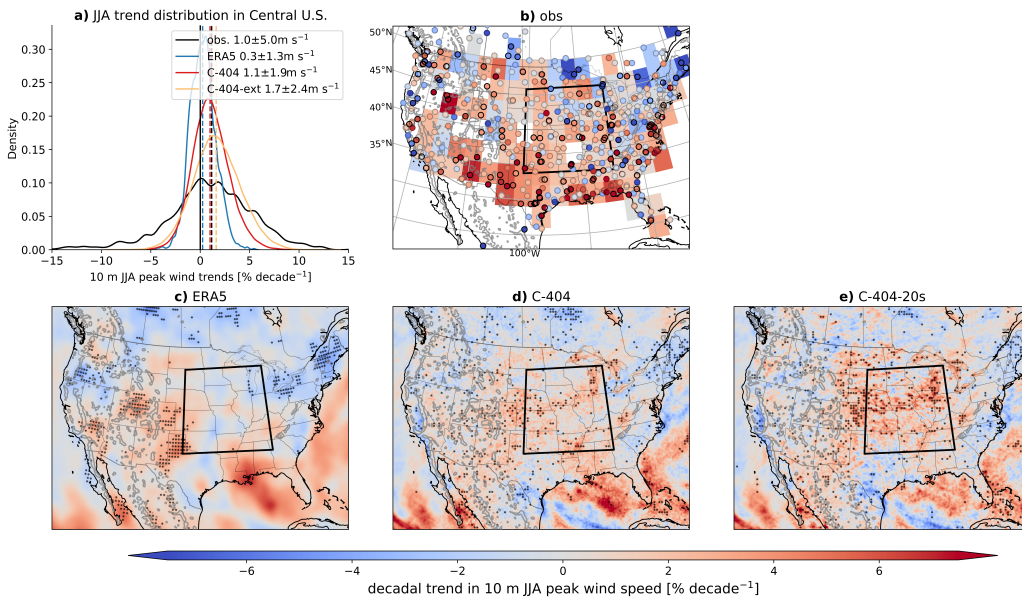 a) JJA trend distribution in Central U.S.
obs. 1.0±5.0m s⁻¹
ERA5 0.3±1.3m s⁻¹
C-404 1.1±1.9m s⁻¹
C-404-ext 1.7±2.4m s⁻¹
Density
0.30
0.25
0.20
0.15
0.10
0.05
0.00
−15 −10 −5 0 5 10 15
10 m JJA peak wind trends [% decade⁻¹]
b) obs
50°N
45°N
40°N
35°N
100°W
c) ERA5
d) C-404
e) C-404-20s
−6 −4 −2 0 2 4 6
decadal trend in 10 m JJA peak wind speed [% decade⁻¹]